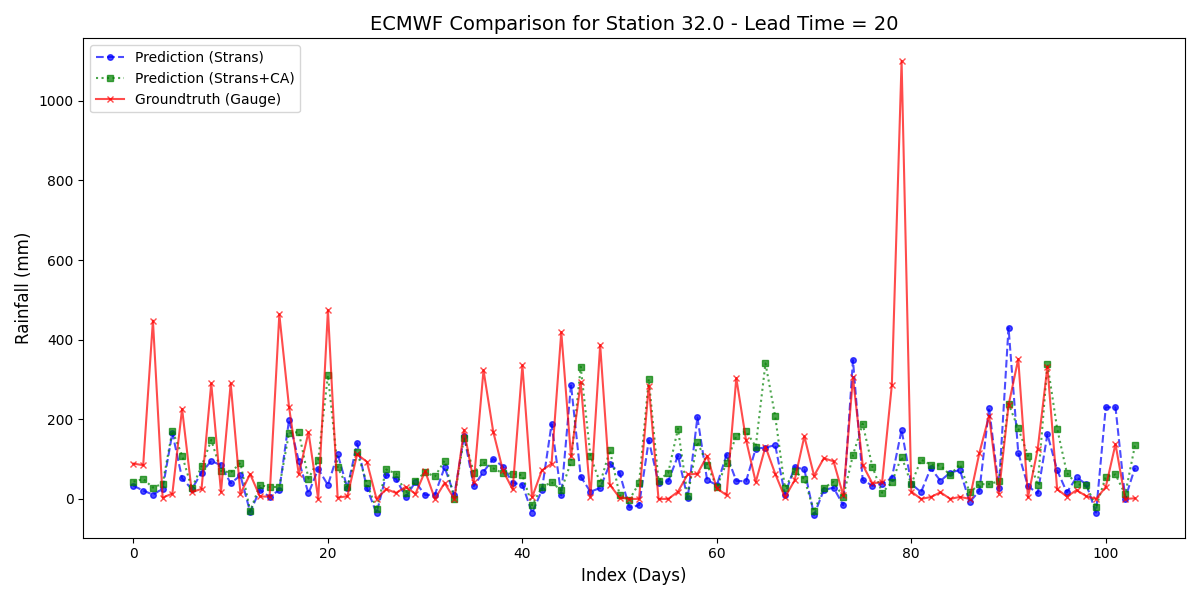 ECMWF Comparison for Station 32.0 - Lead Time = 20
Prediction (Strans)
Prediction (Strans+CA)
Groundtruth (Gauge)
Rainfall (mm)
1000
800
600
400
200
0
0 20 40 60 80 100
Index (Days)